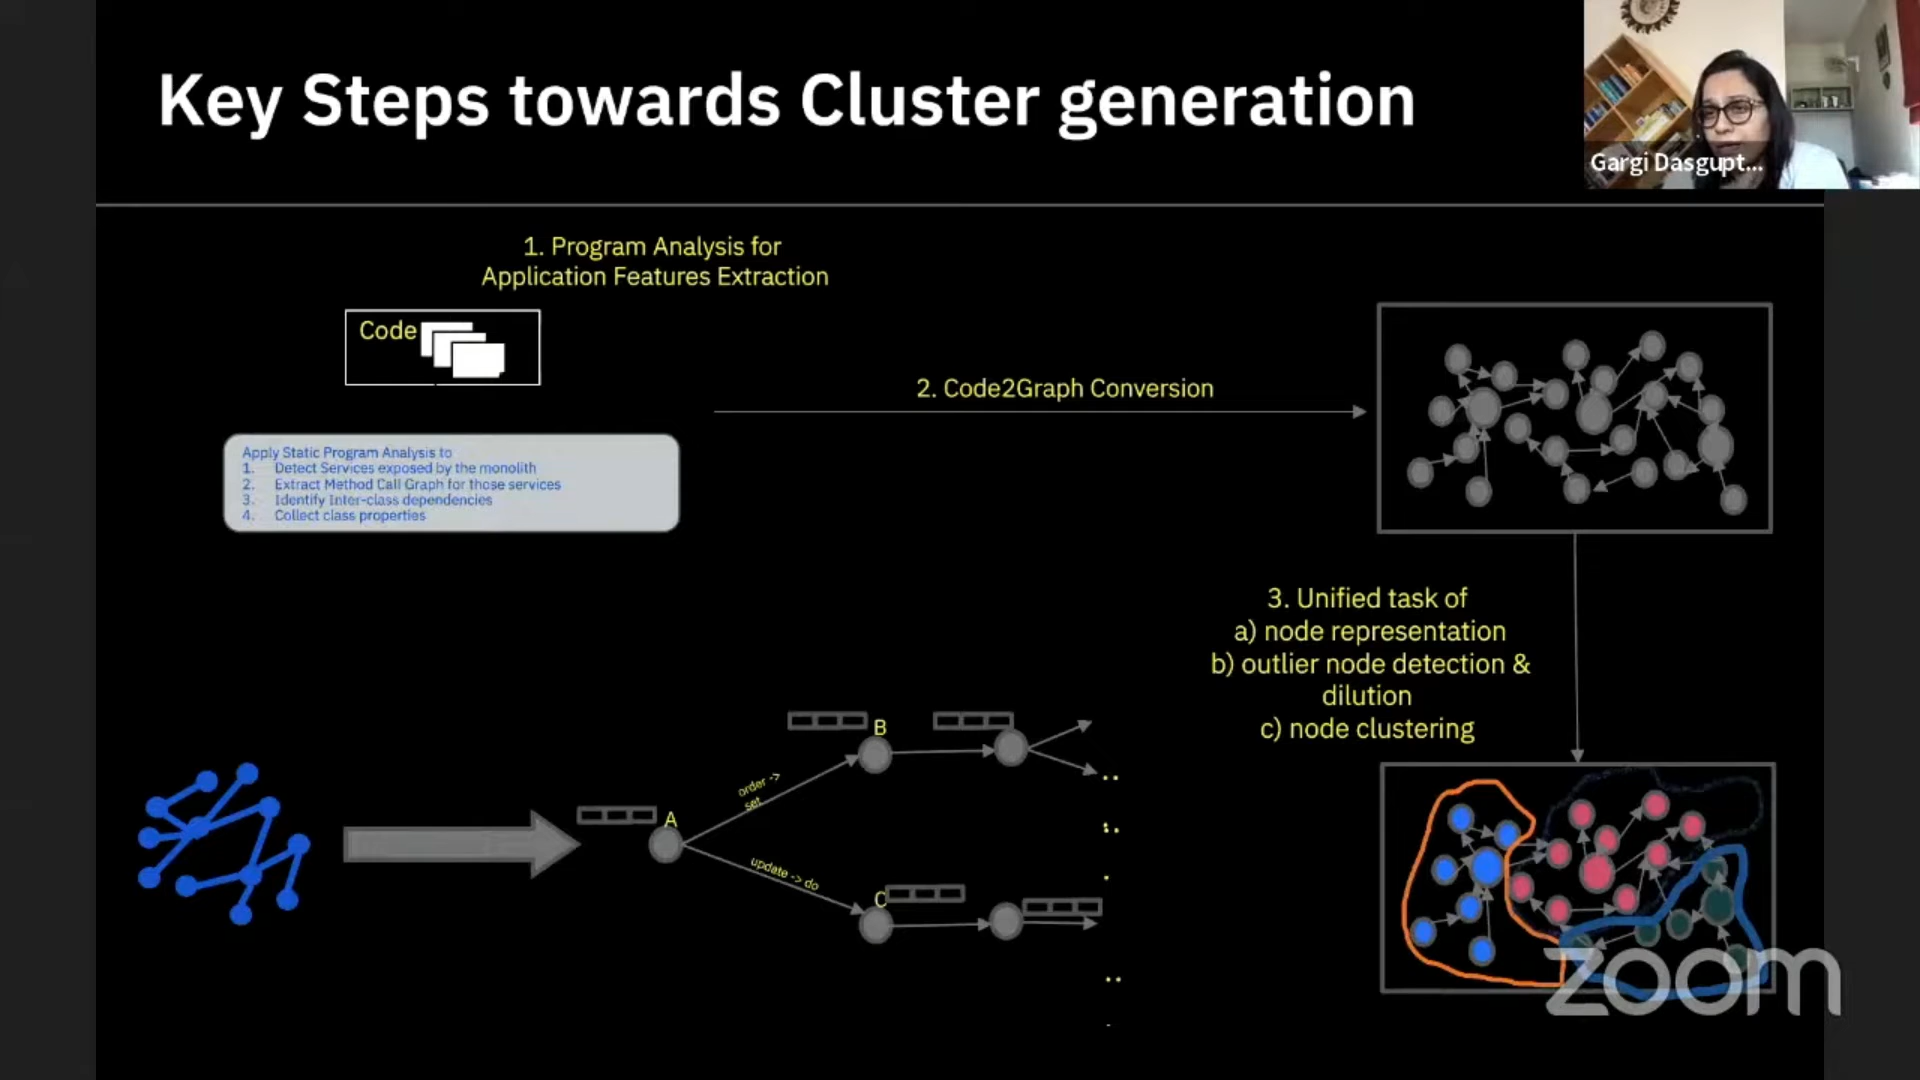 Key Steps towards Cluster generation
Gargi Dasgupt...
1. Program Analysis for
Application Features Extraction
Code
2. Code2Graph Conversion
Apply Static Program Analysis to
1. Detect Services exposed by the monolith
2. Extract Method Call Graph for those services
3. Identify Inter-class dependencies
4. Collect class properties
3. Unified task of
a) node representation
b) outlier node detection &
dilution
c) node clustering
B
order ->
set
A
update -> do
C
zoom